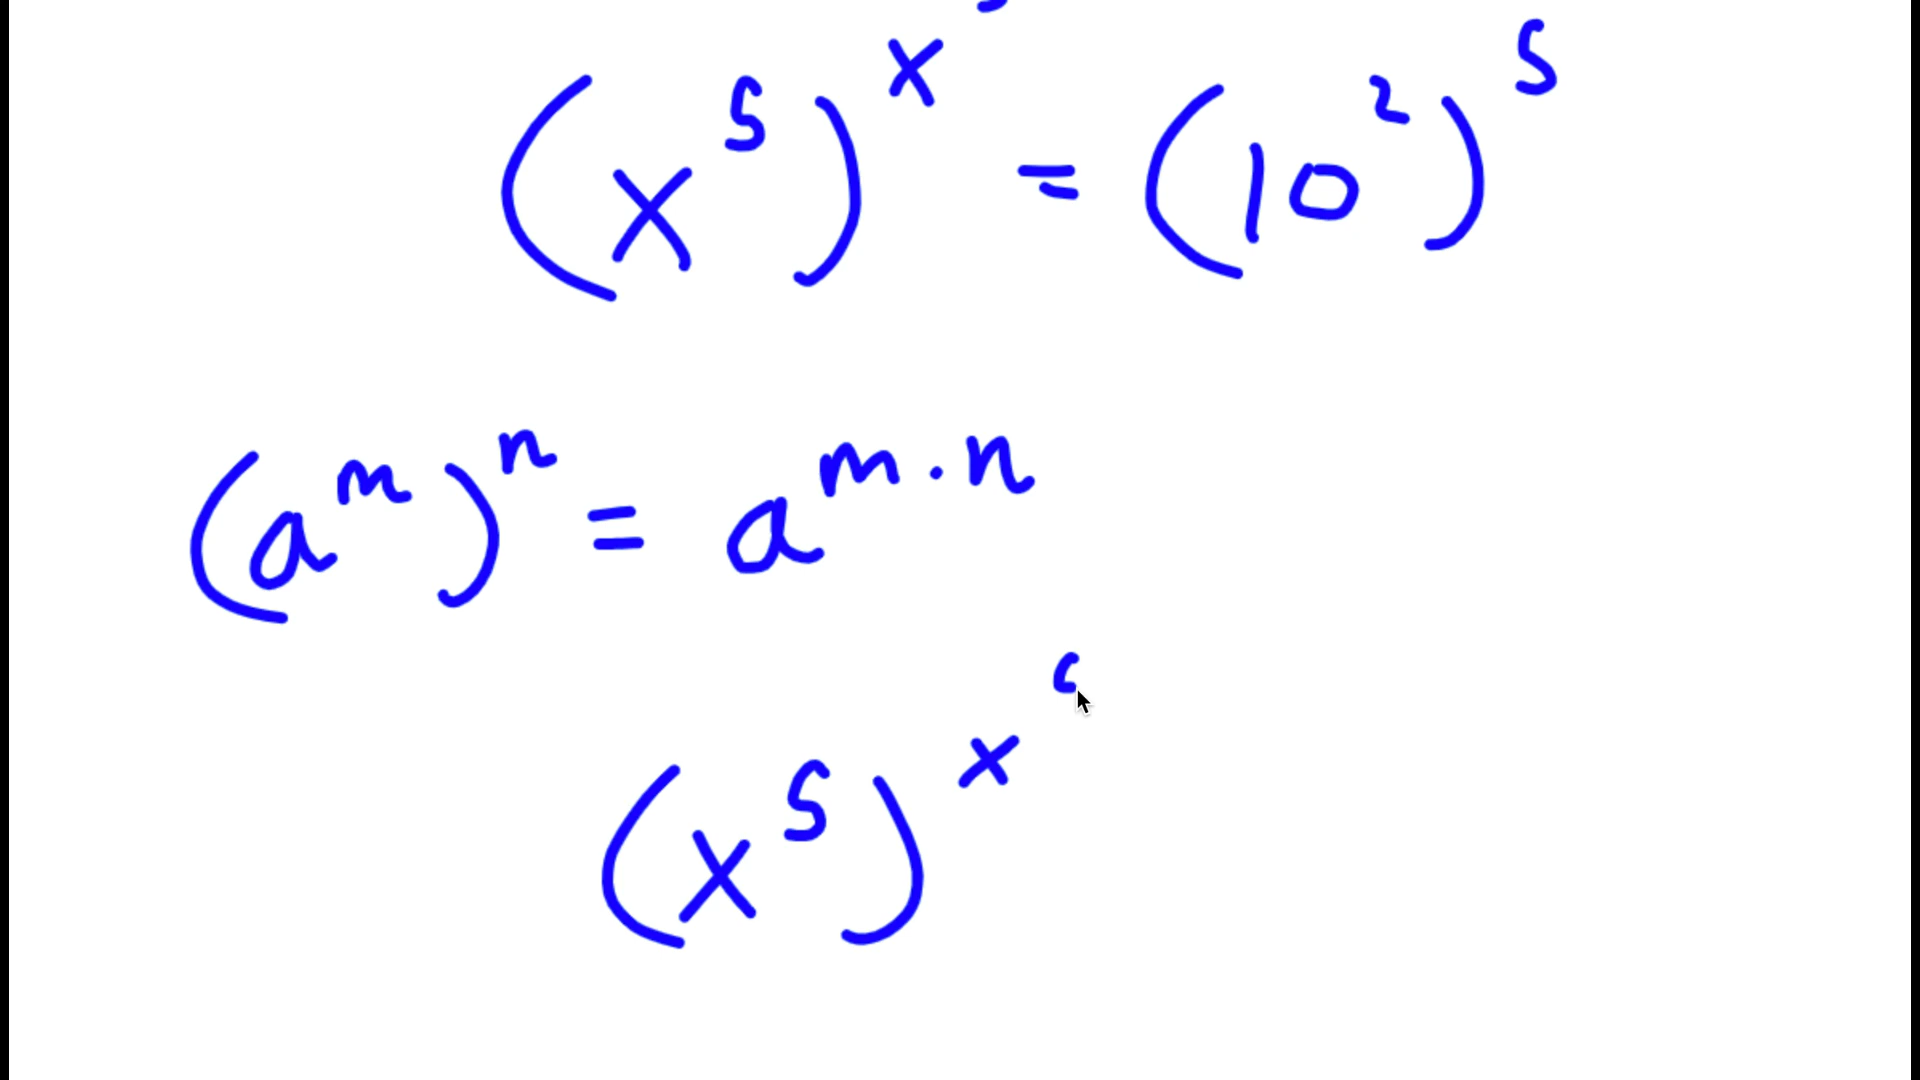 (x^5)^x = (10^2)^5
(a^m)^n = a^{m·n}
(x^5)^x